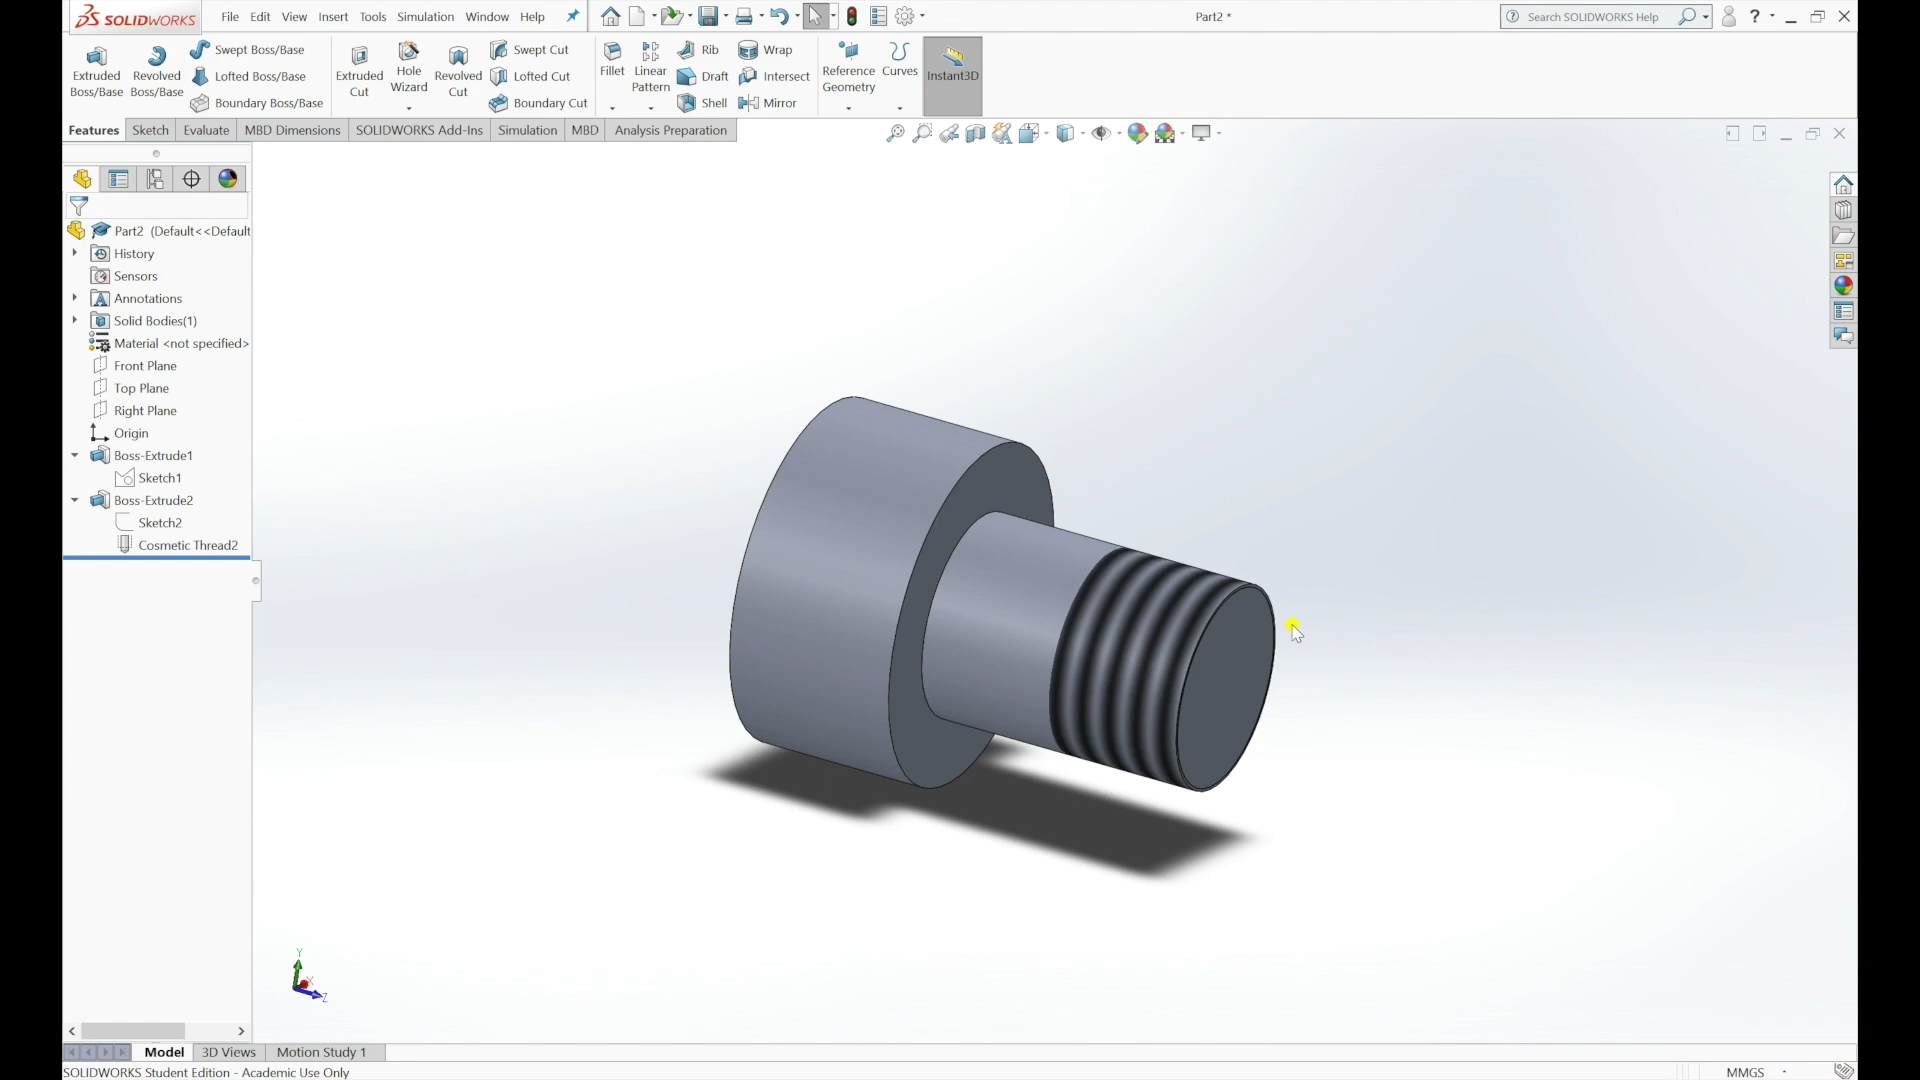 SOLIDWORKS File Edit View Insert Tools Simulation Window Help Part2 * Search SOLIDWORKS Help ?
Extruded Boss/Base
Revolved Boss/Base
Swept Boss/Base
Lofted Boss/Base
Boundary Boss/Base
Extruded Cut
Hole Wizard
Revolved Cut
Swept Cut
Lofted Cut
Boundary Cut
Fillet
Linear Pattern
Rib
Draft
Shell
Wrap
Intersect
Mirror
Reference Geometry
Curves
Instant3D
Features Sketch Evaluate MBD Dimensions SOLIDWORKS Add-Ins Simulation MBD Analysis Preparation
Part2 (Default<<Default
History
Sensors
Annotations
Solid Bodies(1)
Material <not specified>
Front Plane
Top Plane
Right Plane
Origin
Boss-Extrude1
Sketch1
Boss-Extrude2
Sketch2
Cosmetic Thread2
Y
X
Z
Model 3D Views Motion Study 1
SOLIDWORKS Student Edition - Academic Use Only MMGS